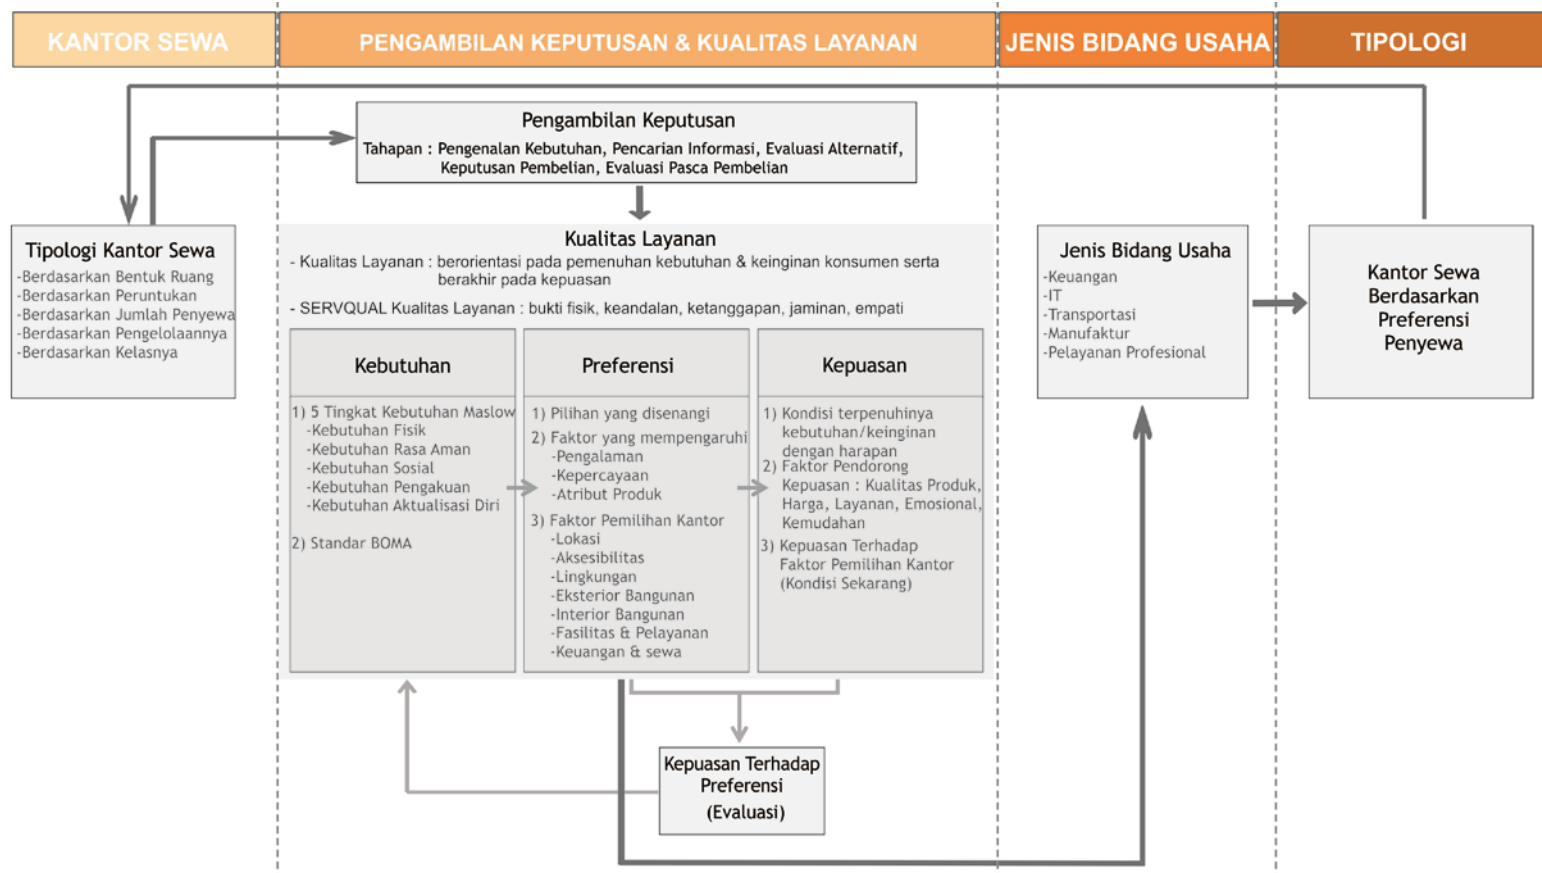 KANTOR SEWA
PENGAMBILAN KEPUTUSAN & KUALITAS LAYANAN
JENIS BIDANG USAHA
TIPOLOGI
Pengambilan Keputusan
Tahapan : Pengenalan Kebutuhan, Pencarian Informasi, Evaluasi Alternatif,
Keputusan Pembelian, Evaluasi Pasca Pembelian
Tipologi Kantor Sewa
-Berdasarkan Bentuk Ruang
-Berdasarkan Peruntukan
-Berdasarkan Jumlah Penyewa
-Berdasarkan Pengelolaannya
-Berdasarkan Kelasnya
Kualitas Layanan
- Kualitas Layanan : berorientasi pada pemenuhan kebutuhan & keinginan konsumen serta
berakhir pada kepuasan
- SERVQUAL Kualitas Layanan : bukti fisik, keandalan, ketanggapan, jaminan, empati
Kebutuhan
1) 5 Tingkat Kebutuhan Maslow
-Kebutuhan Fisik
-Kebutuhan Rasa Aman
-Kebutuhan Sosial
-Kebutuhan Pengakuan
-Kebutuhan Aktualisasi Diri
2) Standar BOMA
Preferensi
1) Pilihan yang disenangi
2) Faktor yang mempengaruhi
-Pengalaman
-Kepercayaan
-Atribut Produk
3) Faktor Pemilihan Kantor
-Lokasi
-Aksesibilitas
-Lingkungan
-Eksterior Bangunan
-Interior Bangunan
-Fasilitas & Pelayanan
-Keuangan & sewa
Kepuasan
1) Kondisi terpenuhinya
kebutuhan/keinginan
dengan harapan
2) Faktor Pendorong
Kepuasan : Kualitas Produk,
Harga, Layanan, Emosional,
Kemudahan
3) Kepuasan Terhadap
Faktor Pemilihan Kantor
(Kondisi Sekarang)
Kepuasan Terhadap
Preferensi
(Evaluasi)
Jenis Bidang Usaha
-Keuangan
-IT
-Transportasi
-Manufaktur
-Pelayanan Profesional
Kantor Sewa
Berdasarkan
Preferensi
Penyewa